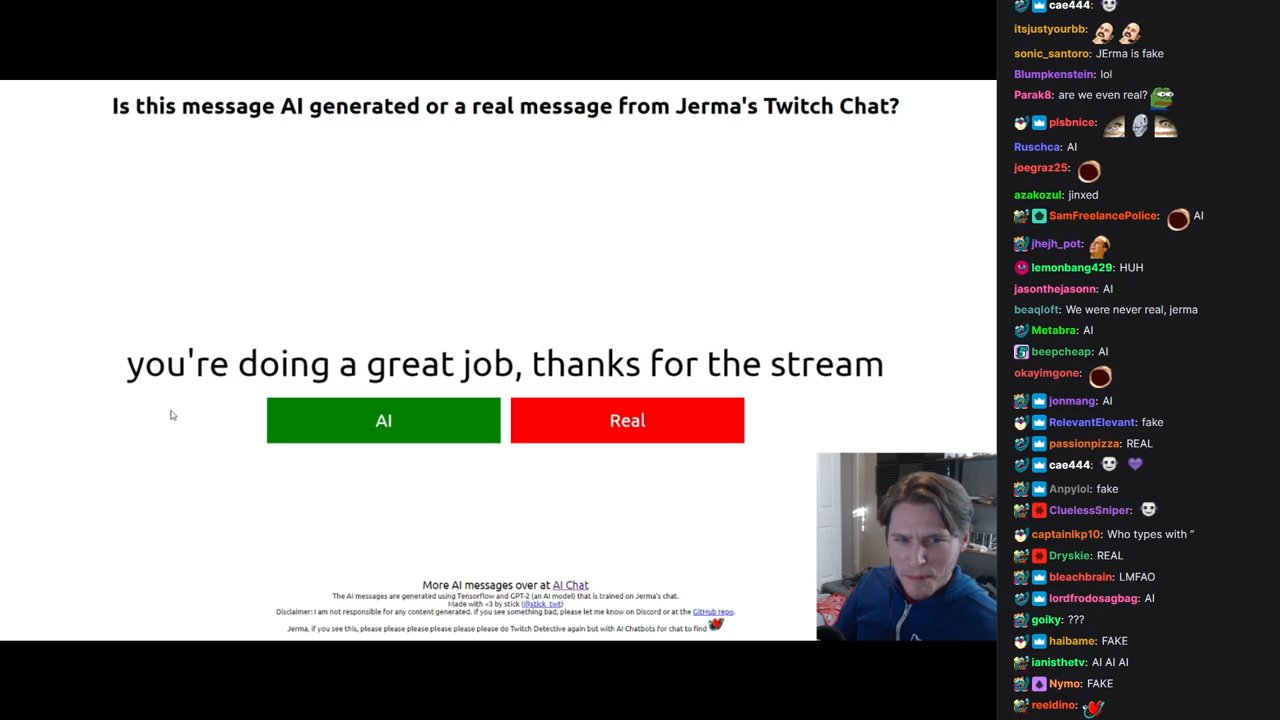 Is this message AI generated or a real message from Jerma's Twitch Chat?
you're doing a great job, thanks for the stream
AI
Real
More AI messages over at AI Chat
The AI messages are generated using Tensorflow and GPT-2 (an AI model) that is trained on Jerma's chat.
Made with <3 by stick (@stick_twt)
Disclaimer: I am not responsible for any content generated. If you see something bad, please let me know on Discord or at the GitHub repo.
Jerma, if you see this, please please please please please do Twitch Detective again but with AI Chatbots for chat to find
cae444:
itsjustyourbb:
sonic_santoro: JErma is fake
Blumpkenstein: lol
Parak8: are we even real?
plsbnice:
Ruschca: AI
joegraz25:
azakozul: jinxed
SamFreelancePolice: AI
jhejh_pot:
lemonbang429: HUH
jasonthejasonn: AI
beaqloft: We were never real, jerma
Metabra: AI
beepcheap: AI
okayimgone:
jonmang: AI
RelevantElevant: fake
passionpizza: REAL
cae444:
Anpylol: fake
CluelessSniper:
captainlkp10: Who types with “
Dryskie: REAL
bleachbrain: LMFAO
lordfrodosagbag: AI
goiky: ???
haibame: FAKE
ianisthetv: AI AI AI
Nymo: FAKE
reeldino: